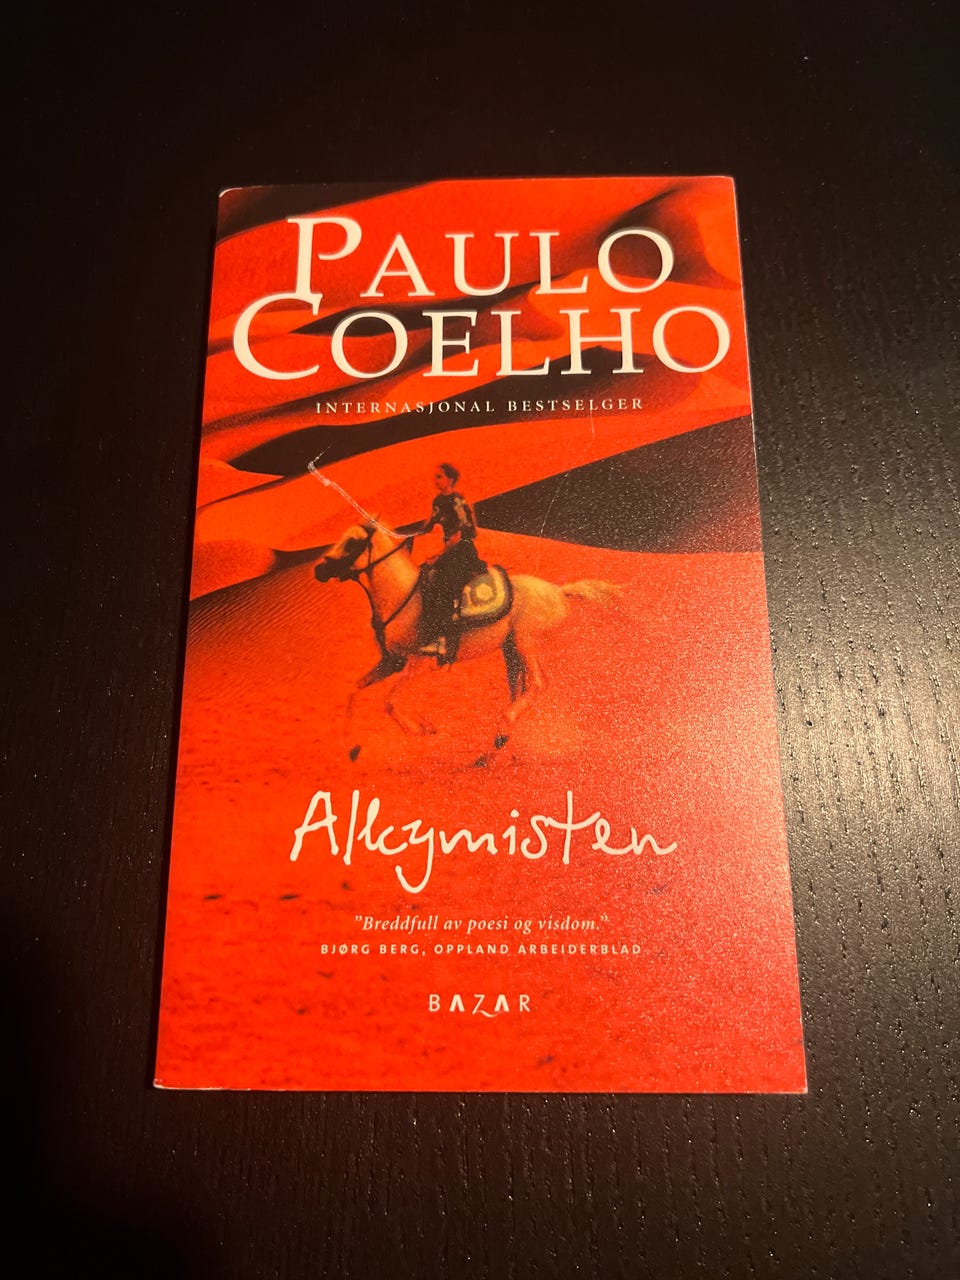 PAULO
COELHO
INTERNASJONAL BESTSELGER
Alkymisten
”Breddfull av poesi og visdom.”
BJØRG BERG, OPPLAND ARBEIDERBLAD
BAZAR